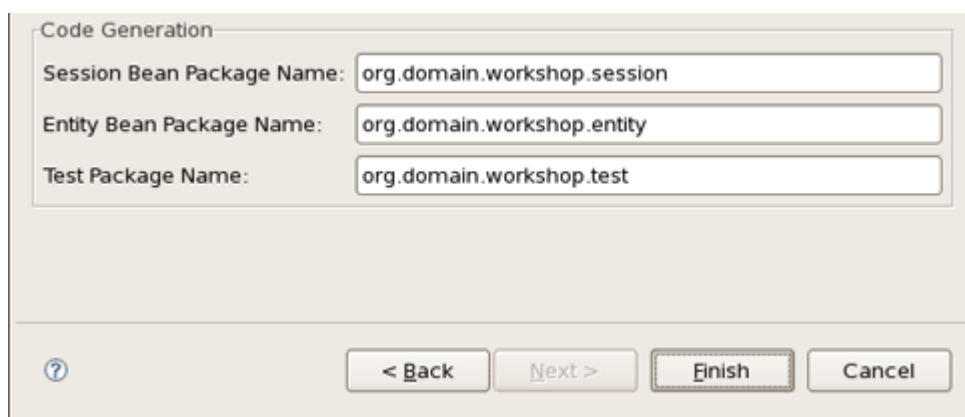 Code Generation
Session Bean Package Name: org.domain.workshop.session
Entity Bean Package Name: org.domain.workshop.entity
Test Package Name: org.domain.workshop.test
? < Back Next > Finish Cancel